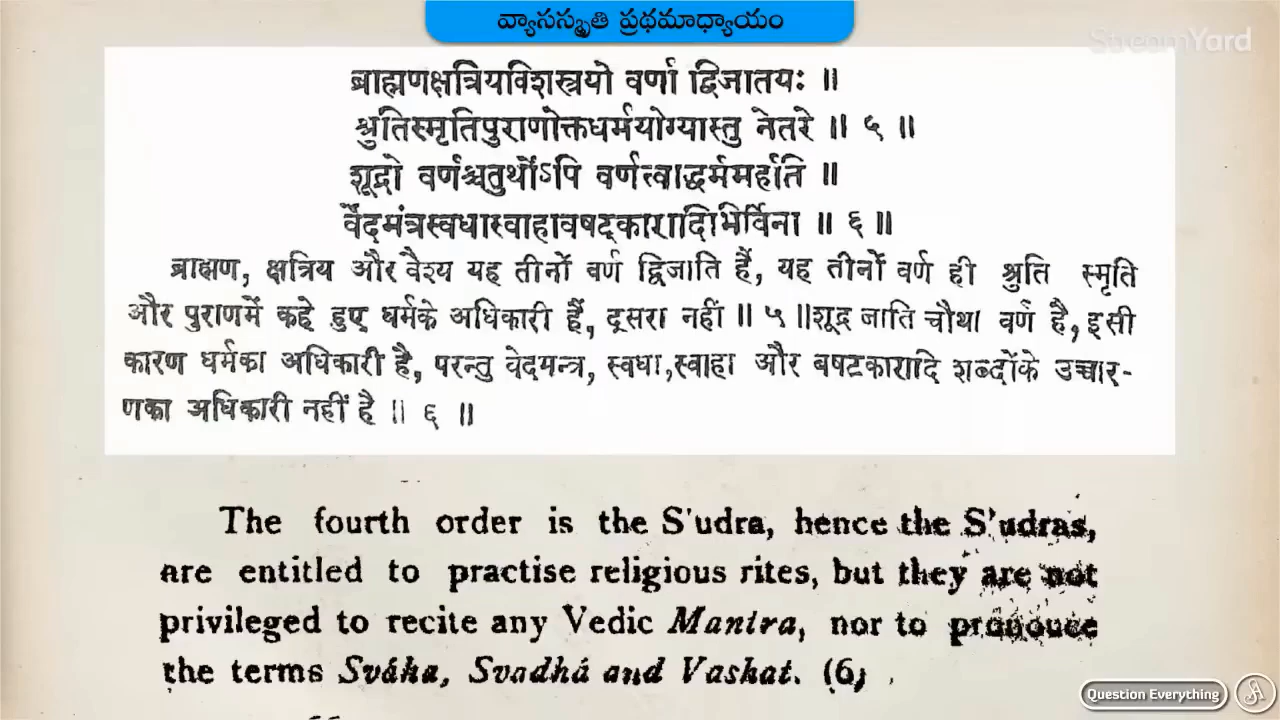 వ్యాసస్మృతి ప్రథమాధ్యాయం
StreamYard
ब्राह्मणक्षत्रियविशस्त्रयो वर्णा द्विजातयः ॥
श्रुतिस्मृतिपुराणोक्तधर्मयोग्यास्तु नेतरे ॥ ५ ॥
शूद्रो वर्णश्चतुर्थोऽपि वर्णत्वाद्धर्ममर्हति ॥
वेदमंत्रस्वधास्वाहावषट्कारादिभिर्विना ॥ ६ ॥
ब्राह्मण, क्षत्रिय और वैश्य यह तीनों वर्ण द्विजाति हैं, यह तीनों वर्ण ही श्रुति स्मृति
और पुराणमें कहे हुए धर्मके अधिकारी हैं, दूसरा नहीं ॥ ५ ॥शूद्र जाति चौथा वर्ण है, इसी
कारण धर्मका अधिकारी है, परन्तु वेदमन्त्र, स्वधा,स्वाहा और बषटकारादि शब्दोंके उच्चार-
णका अधिकारी नहीं है ॥ ६ ॥
The fourth order is the S'udra, hence the S'udras,
are entitled to practise religious rites, but they are not
privileged to recite any Vedic Mantra, nor to pronouce
the terms Sváha, Svadhá and Vashat. (6)
Question Everything